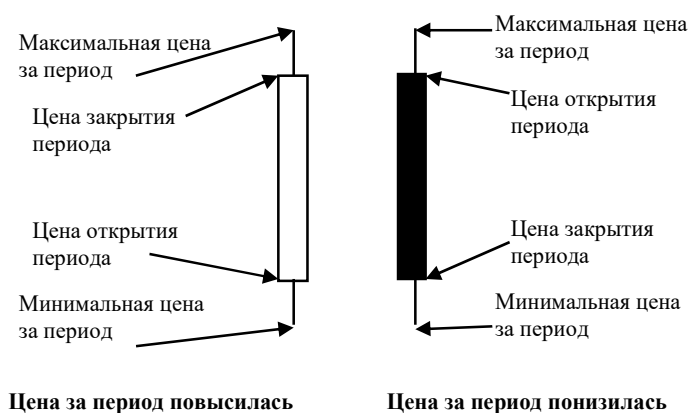 Максимальная цена
за период
Цена закрытия
периода
Цена открытия
периода
Минимальная цена
за период
Цена за период повысилась
Максимальная цена
за период
Цена открытия
периода
Цена закрытия
периода
Минимальная цена
за период
Цена за период понизилась